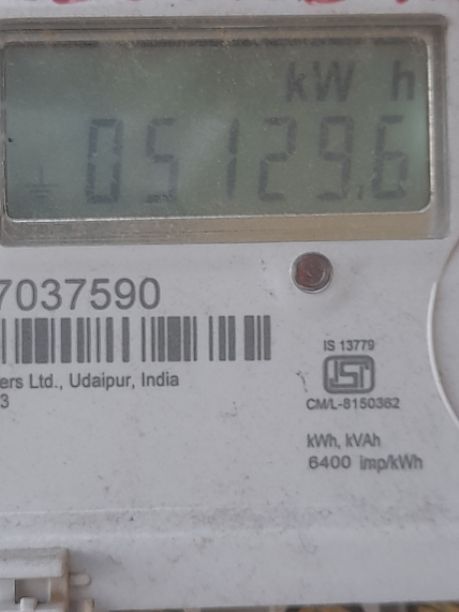 kW h
05129.6
7037590
ers Ltd., Udaipur, India
3
IS 13779
ISI
CM/L-8150362
kWh, kVAh
6400 imp/kWh